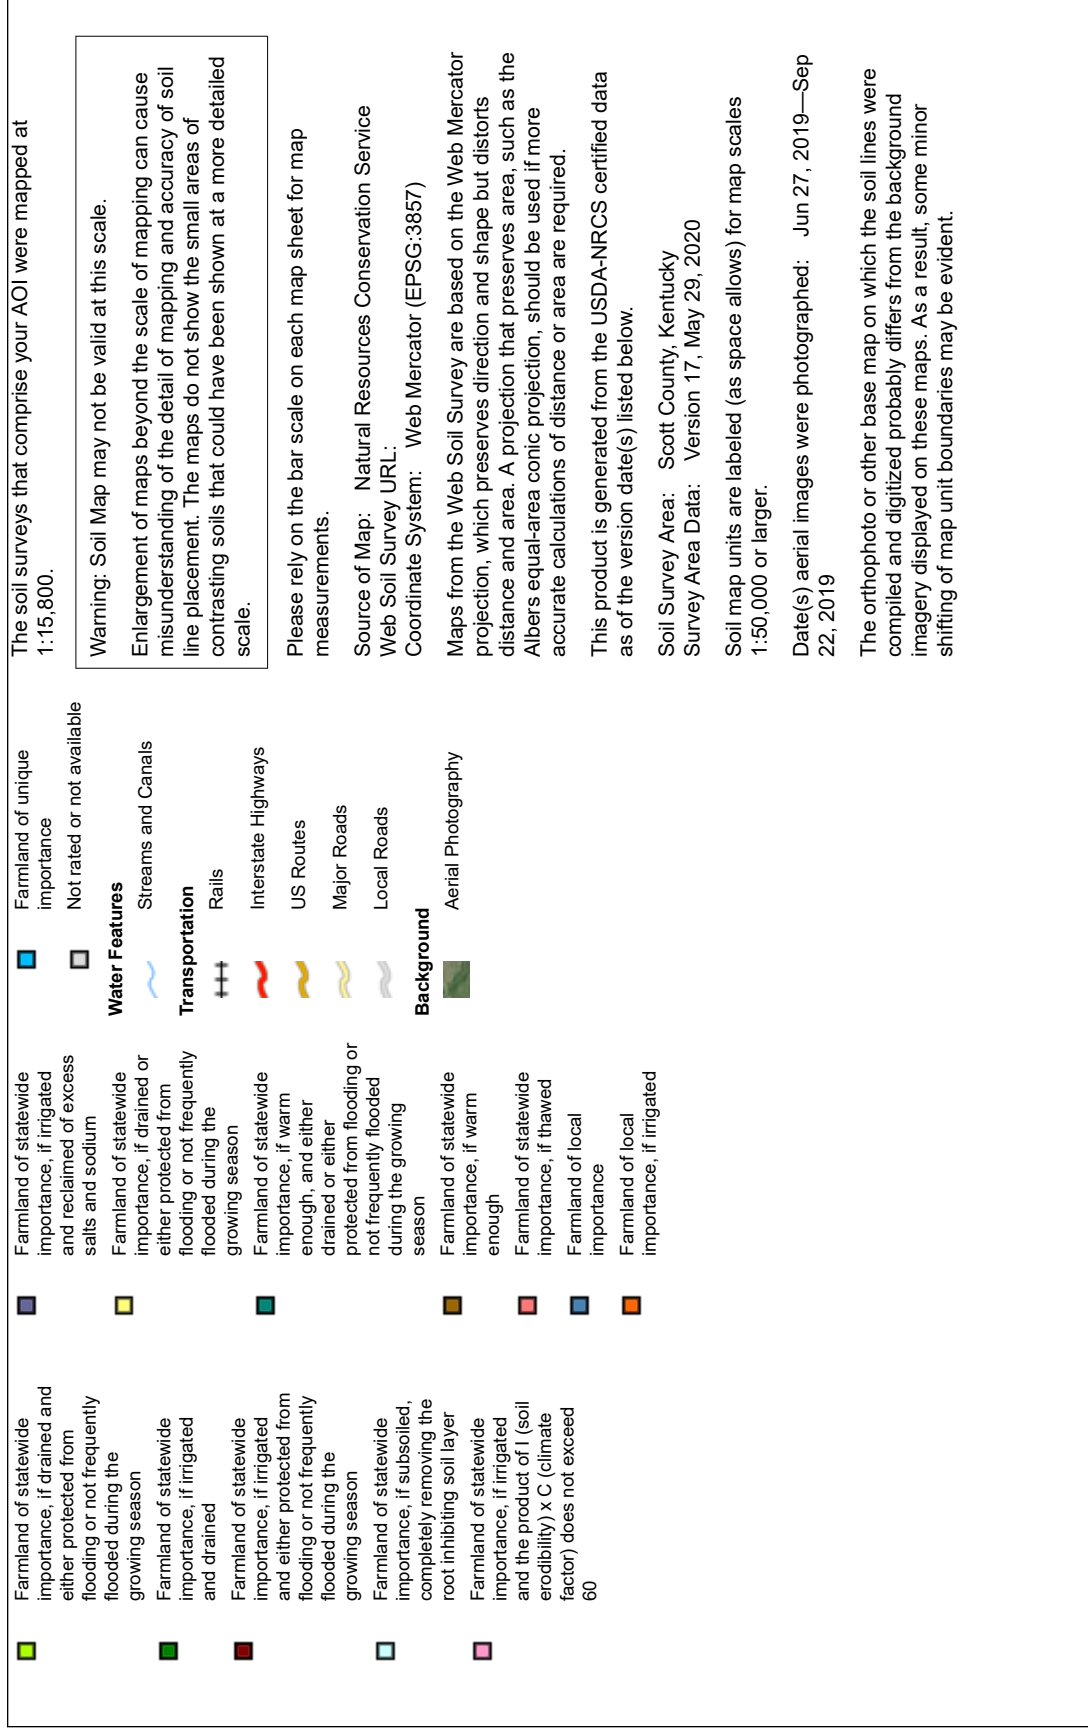 Farmland of statewide
importance, if drained and
either protected from
flooding or not frequently
flooded during the
growing season
Farmland of statewide
importance, if irrigated
and drained
Farmland of statewide
importance, if irrigated
and either protected from
flooding or not frequently
flooded during the
growing season
Farmland of statewide
importance, if subsoiled,
completely removing the
root inhibiting soil layer
Farmland of statewide
importance, if irrigated
and the product of I (soil
erodibility) x C (climate
factor) does not exceed
60
Farmland of statewide
importance, if irrigated
and reclaimed of excess
salts and sodium
Farmland of statewide
importance, if drained or
either protected from
flooding or not frequently
flooded during the
growing season
Farmland of statewide
importance, if warm
enough, and either
drained or either
protected from flooding or
not frequently flooded
during the growing
season
Farmland of statewide
importance, if warm
enough
Farmland of statewide
importance, if thawed
Farmland of local
importance
Farmland of local
importance, if irrigated
Farmland of unique
importance
Not rated or not available
Water Features
Streams and Canals
Transportation
Rails
Interstate Highways
US Routes
Major Roads
Local Roads
Background
Aerial Photography
The soil surveys that comprise your AOI were mapped at
1:15,800.
Warning: Soil Map may not be valid at this scale.
Enlargement of maps beyond the scale of mapping can cause
misunderstanding of the detail of mapping and accuracy of soil
line placement. The maps do not show the small areas of
contrasting soils that could have been shown at a more detailed
scale.
Please rely on the bar scale on each map sheet for map
measurements.
Source of Map: Natural Resources Conservation Service
Web Soil Survey URL:
Coordinate System: Web Mercator (EPSG:3857)
Maps from the Web Soil Survey are based on the Web Mercator
projection, which preserves direction and shape but distorts
distance and area. A projection that preserves area, such as the
Albers equal-area conic projection, should be used if more
accurate calculations of distance or area are required.
This product is generated from the USDA-NRCS certified data
as of the version date(s) listed below.
Soil Survey Area: Scott County, Kentucky
Survey Area Data: Version 17, May 29, 2020
Soil map units are labeled (as space allows) for map scales
1:50,000 or larger.
Date(s) aerial images were photographed: Jun 27, 2019—Sep
22, 2019
The orthophoto or other base map on which the soil lines were
compiled and digitized probably differs from the background
imagery displayed on these maps. As a result, some minor
shifting of map unit boundaries may be evident.